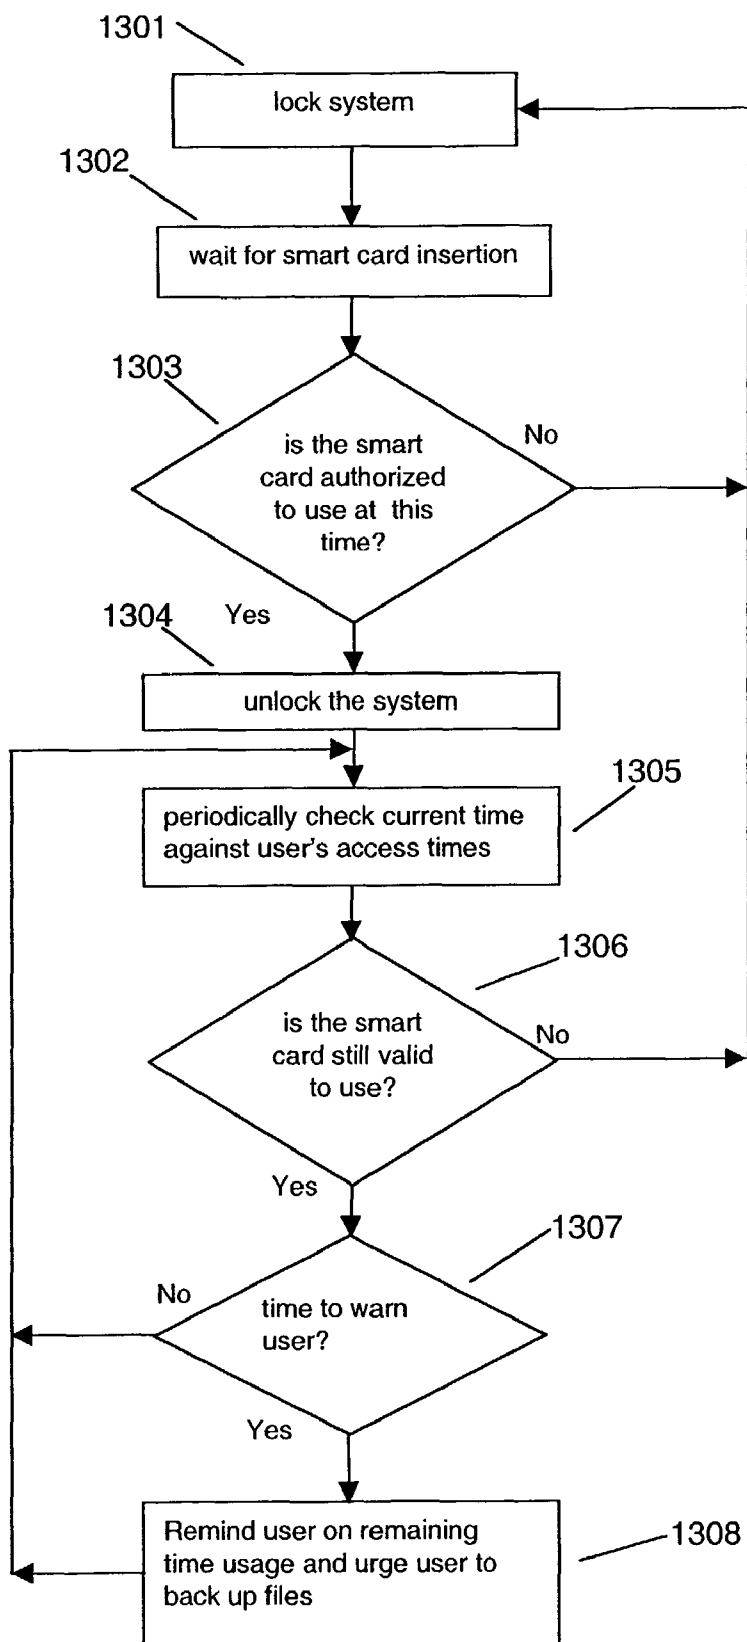 1301
lock system
1302
wait for smart card insertion
1303
is the smart
card authorized
to use at this
time?
No
Yes
1304
unlock the system
1305
periodically check current time
against user's access times
1306
is the smart
card still valid
to use?
No
Yes
1307
No
time to warn
user?
Yes
Remind user on remaining
time usage and urge user to
back up files
1308